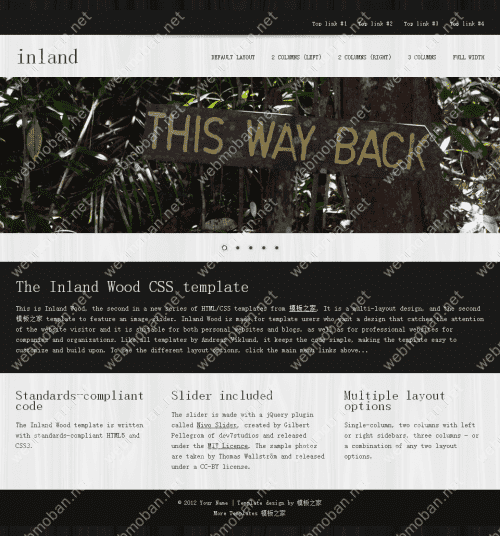 Top link #1 Top link #2 Top link #3 Top link #4
inland
DEFAULT LAYOUT 2 COLUMNS (LEFT) 2 COLUMNS (RIGHT) 3 COLUMNS FULL WIDTH
THIS WAY BACK
The Inland Wood CSS template
This is Inland Wood, the second in a new series of HTML/CSS templates from 模板之家. It is a multi-layout design, and the second
模板之家 template to feature an image slider. Inland Wood is made for template users who want a design that catches the attention
of the website visitor and it is suitable for both personal websites and blogs, as well as for professional websites for
companies and organizations. Like all templates by Andreas Viklund, it keeps the code simple, making the template easy to
customize and build upon. To see the different layout options, click the main menu links above...
Standards-compliant
code
The Inland Wood template is written
with standards-compliant HTML5 and
CSS3.
Slider included
The slider is made with a jQuery plugin
called Nivo Slider, created by Gilbert
Pellegrom of dev7studios and released
under the MIT Licence. The sample photos
are taken by Thomas Wallström and released
under a CC-BY license.
Multiple layout
options
Single-column, two columns with left
or right sidebars, three columns - or
a combination of any two layout
options.
© 2012 Your Name | Template design by 模板之家
More Templates 模板之家
webmoban.net